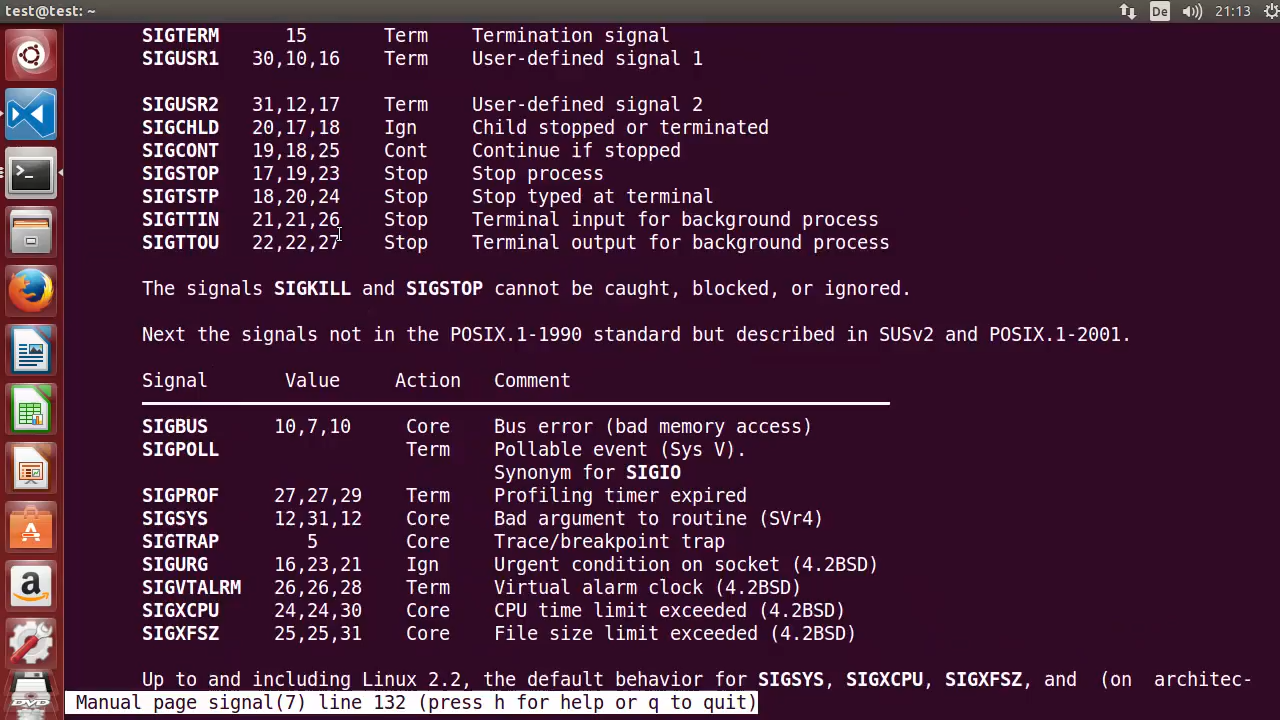 test@test: ~
De
21:13
SIGTERM 15 Term Termination signal
SIGUSR1 30,10,16 Term User-defined signal 1
SIGUSR2 31,12,17 Term User-defined signal 2
SIGCHLD 20,17,18 Ign Child stopped or terminated
SIGCONT 19,18,25 Cont Continue if stopped
SIGSTOP 17,19,23 Stop Stop process
SIGTSTP 18,20,24 Stop Stop typed at terminal
SIGTTIN 21,21,26 Stop Terminal input for background process
SIGTTOU 22,22,27 Stop Terminal output for background process
The signals SIGKILL and SIGSTOP cannot be caught, blocked, or ignored.
Next the signals not in the POSIX.1-1990 standard but described in SUSv2 and POSIX.1-2001.
Signal Value Action Comment
SIGBUS 10,7,10 Core Bus error (bad memory access)
SIGPOLL Term Pollable event (Sys V).
Synonym for SIGIO
SIGPROF 27,27,29 Term Profiling timer expired
SIGSYS 12,31,12 Core Bad argument to routine (SVr4)
SIGTRAP 5 Core Trace/breakpoint trap
SIGURG 16,23,21 Ign Urgent condition on socket (4.2BSD)
SIGVTALRM 26,26,28 Term Virtual alarm clock (4.2BSD)
SIGXCPU 24,24,30 Core CPU time limit exceeded (4.2BSD)
SIGXFSZ 25,25,31 Core File size limit exceeded (4.2BSD)
Up to and including Linux 2.2, the default behavior for SIGSYS, SIGXCPU, SIGXFSZ, and (on architec-
Manual page signal(7) line 132 (press h for help or q to quit)